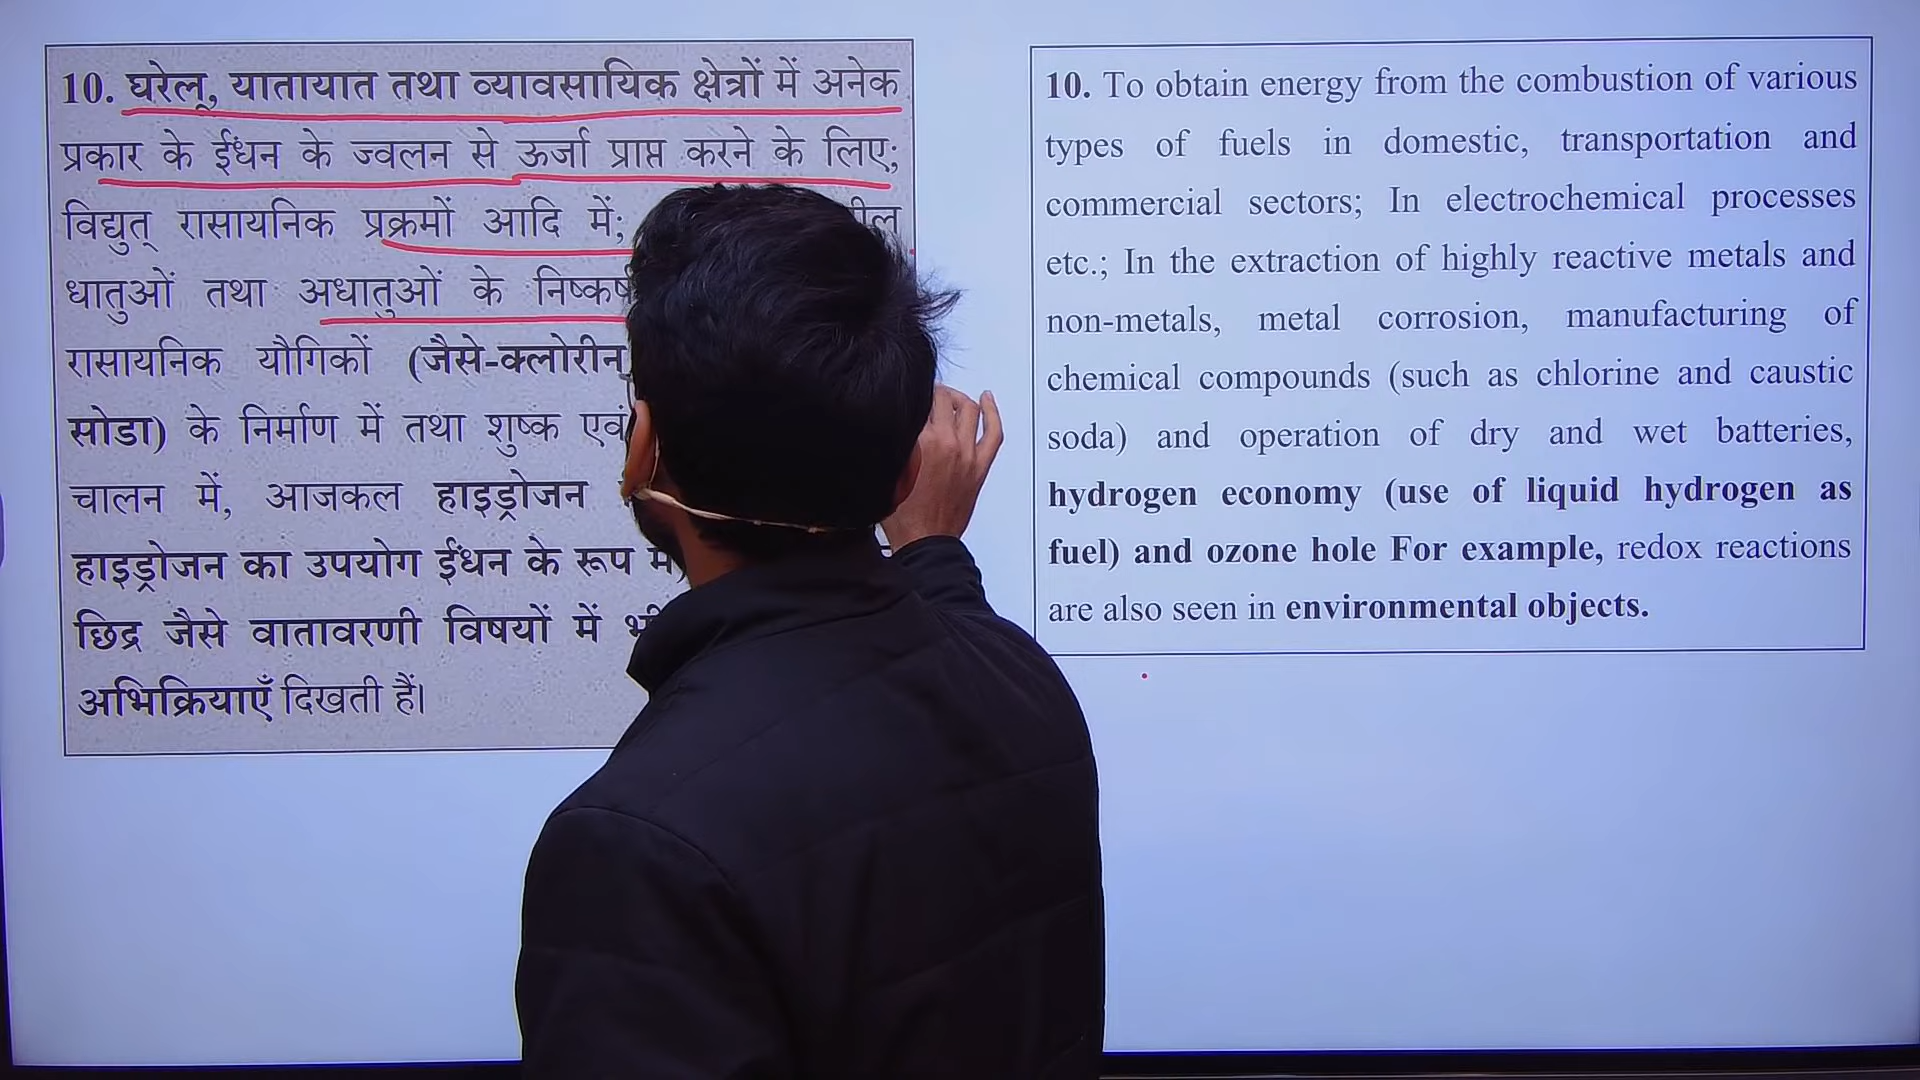 10. घरेलू, यातायात तथा व्यावसायिक क्षेत्रों में अनेक
प्रकार के ईंधन के ज्वलन से ऊर्जा प्राप्त करने के लिए;
विद्युत् रासायनिक प्रक्रमों आदि में;
धातुओं तथा अधातुओं के
रासायनिक यौगिकों (जैसे-क्लोरीन
सोडा) के निर्माण में तथा शुष्क एवं
चालन में, आजकल हाइड्रोजन
हाइड्रोजन का उपयोग ईंधन के रूप में)
छिद्र जैसे वातावरणी विषयों में
अभिक्रियाएँ दिखती हैं।
10. To obtain energy from the combustion of various
types of fuels in domestic, transportation and
commercial sectors; In electrochemical processes
etc.; In the extraction of highly reactive metals and
non-metals, metal corrosion, manufacturing of
chemical compounds (such as chlorine and caustic
soda) and operation of dry and wet batteries,
hydrogen economy (use of liquid hydrogen as
fuel) and ozone hole For example, redox reactions
are also seen in environmental objects.